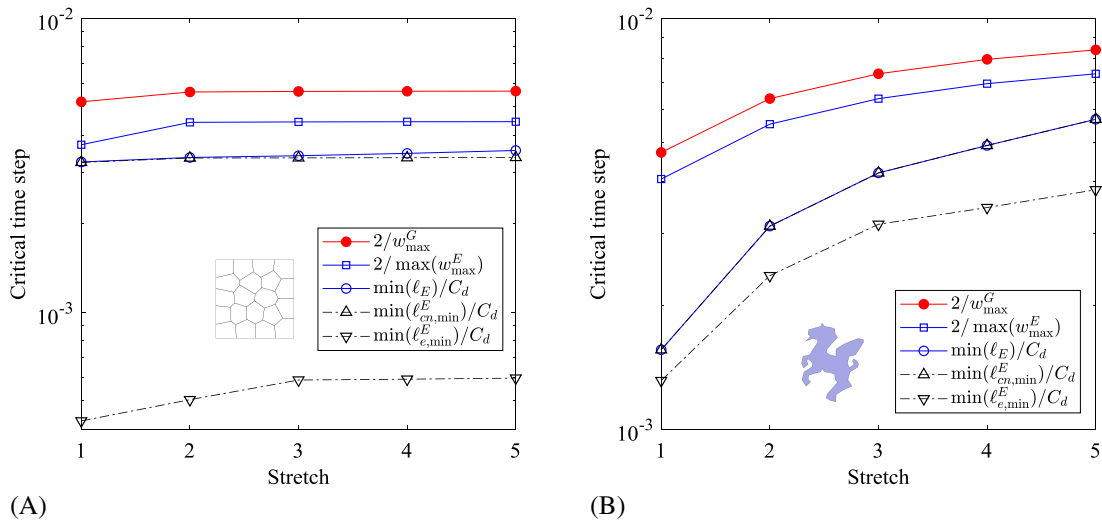 10⁻²
10⁻³
Critical time step
2/w^G_max
2/ max(w^E_max)
min(ℓ_E)/C_d
min(ℓ^E_cn,min)/C_d
min(ℓ^E_e,min)/C_d
1 2 3 4 5
Stretch
(A)
10⁻²
10⁻³
Critical time step
2/w^G_max
2/ max(w^E_max)
min(ℓ_E)/C_d
min(ℓ^E_cn,min)/C_d
min(ℓ^E_e,min)/C_d
1 2 3 4 5
Stretch
(B)